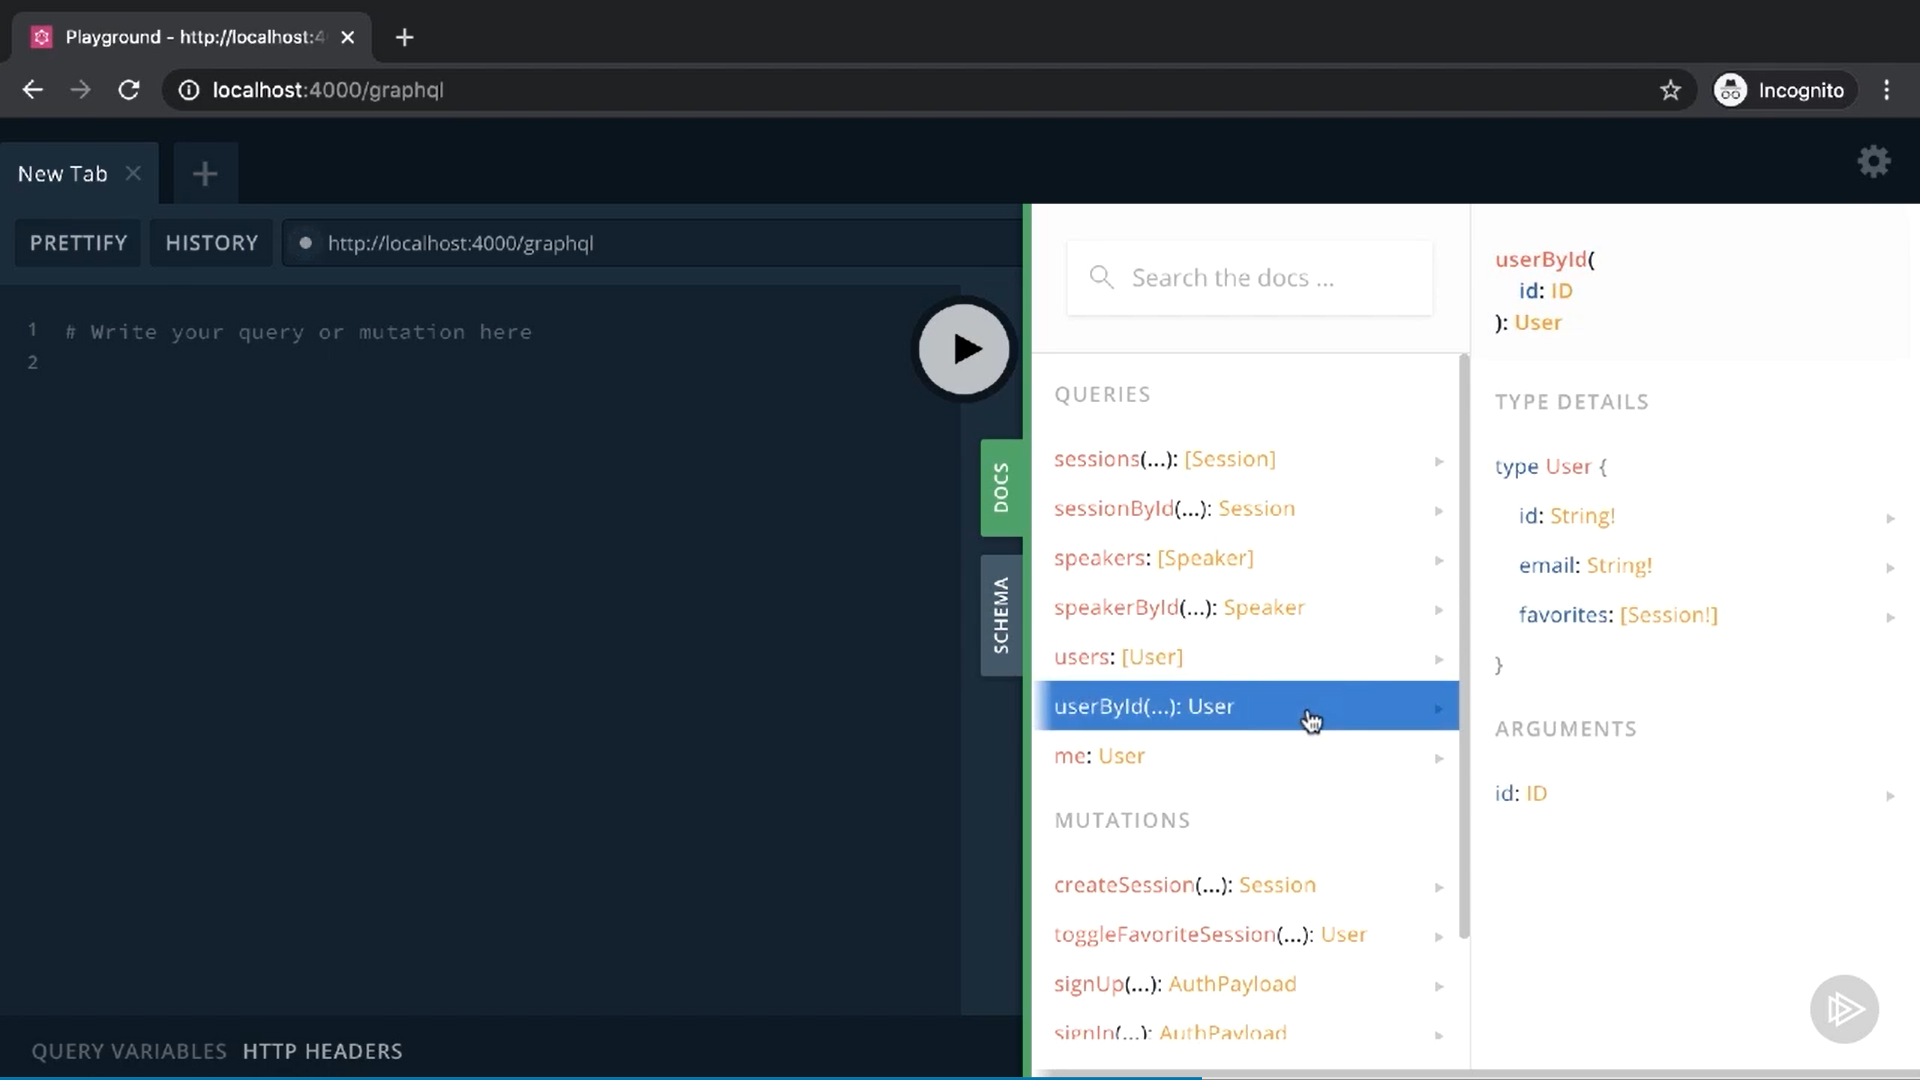 Playground - http://localhost:4
localhost:4000/graphql
Incognito
New Tab
PRETTIFY
HISTORY
http://localhost:4000/graphql
1 # Write your query or mutation here
2
DOCS
SCHEMA
Search the docs ...
QUERIES
sessions(...): [Session]
sessionById(...): Session
speakers: [Speaker]
speakerById(...): Speaker
users: [User]
userById(...): User
me: User
MUTATIONS
createSession(...): Session
toggleFavoriteSession(...): User
signUp(...): AuthPayload
signIn(...): AuthPayload
userById(
id: ID
): User
TYPE DETAILS
type User {
id: String!
email: String!
favorites: [Session!]
}
ARGUMENTS
id: ID
QUERY VARIABLES
HTTP HEADERS